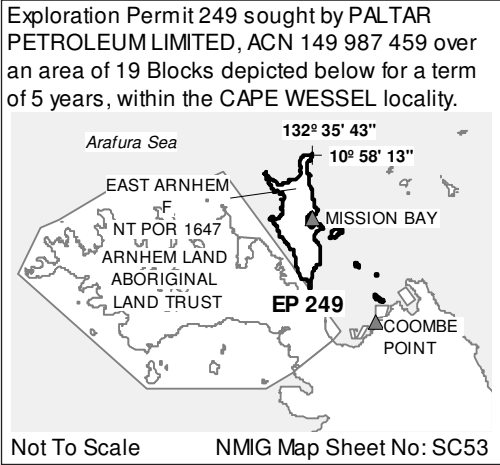 Exploration Permit 249 sought by PALTAR
PETROLEUM LIMITED, ACN 149 987 459 over
an area of 19 Blocks depicted below for a term
of 5 years, within the CAPE WESSEL locality.
132º 35' 43"
Arafura Sea
10º 58' 13"
EAST ARNHEM
F
NT POR 1647
ARNHEM LAND
ABORIGINAL
LAND TRUST
MISSION BAY
EP 249
COOMBE
POINT
Not To Scale NMIG Map Sheet No: SC53